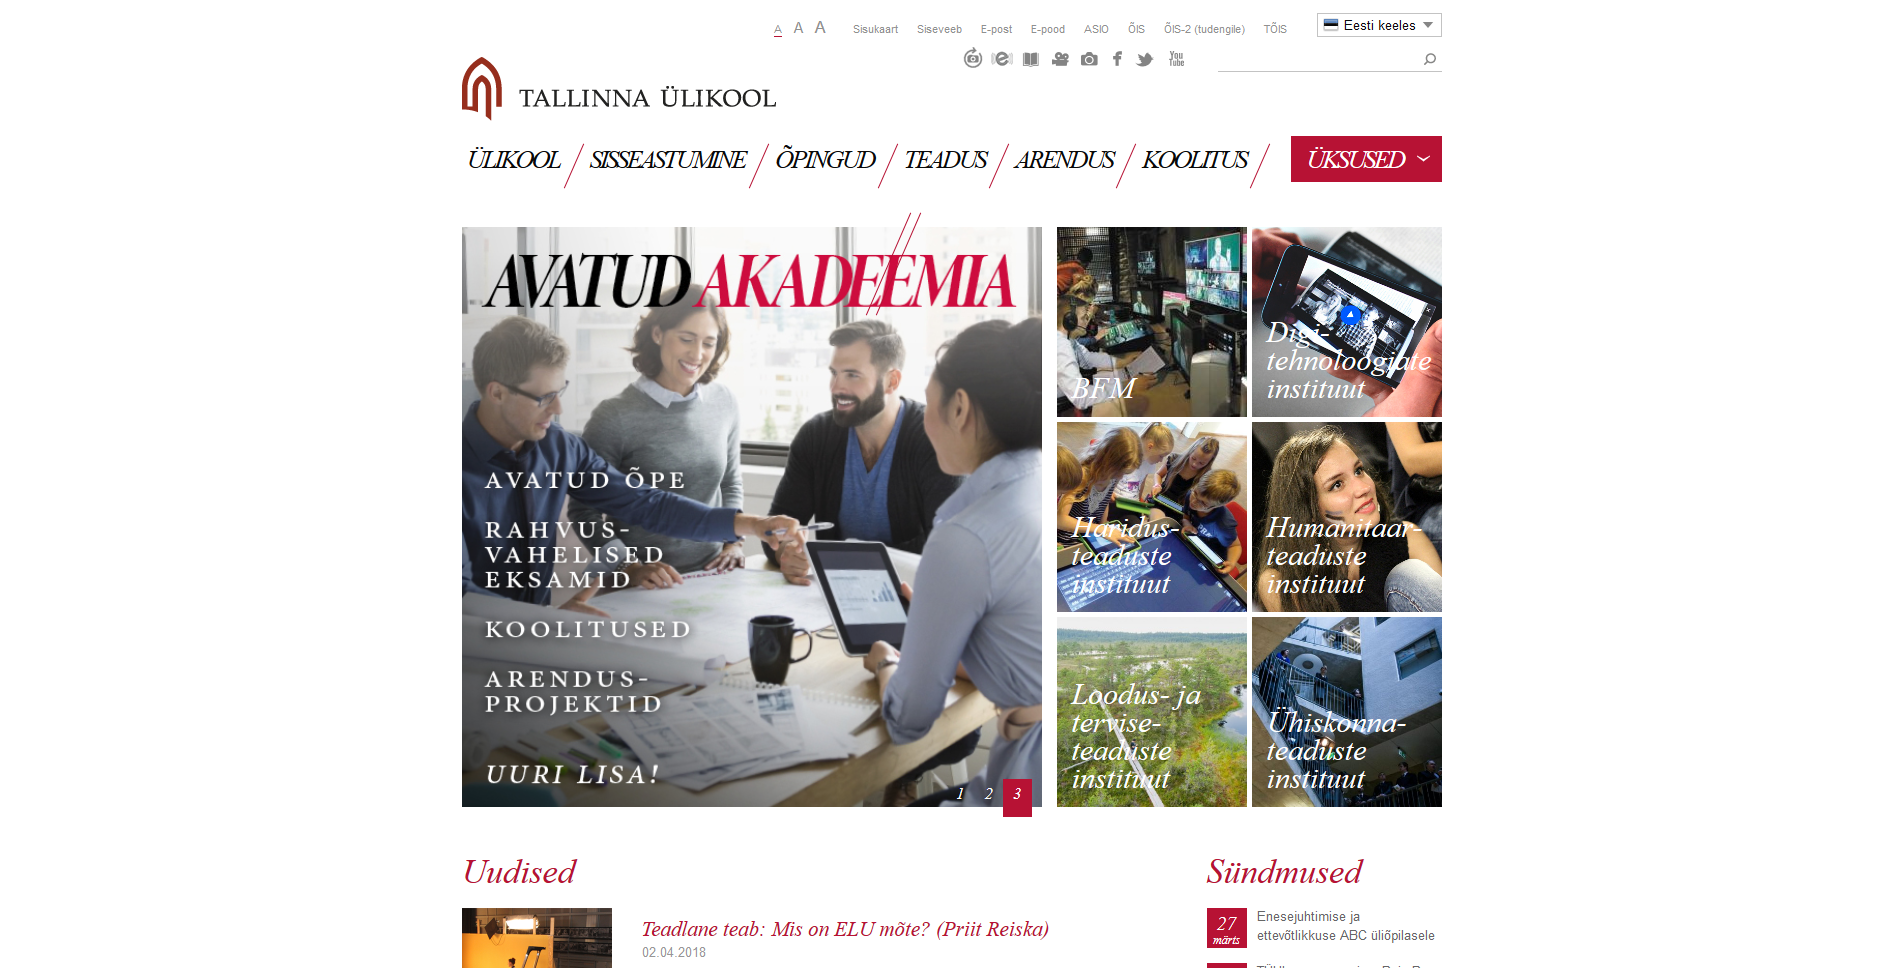 A A A Sisukaart Siseveeb E-post E-pood ASIO ÕIS ÕIS-2 (tudengile) TÕIS Eesti keeles
You Tube
TALLINNA ÜLIKOOL
ÜLIKOOL SISSEASTUMINE ÕPINGUD TEADUS ARENDUS KOOLITUS ÜKSUSED
AVATUD AKADEEMIA
AVATUD ÕPE
RAHVUS-
VAHELISED
EKSAMID
KOOLITUSED
ARENDUS-
PROJEKTID
UURI LISA!
1 2 3
BFM
Digi-
tehnoloogiate
instituut
Haridus-
teaduste
instituut
Humanitaar-
teaduste
instituut
Loodus- ja
tervise-
teaduste
instituut
Ühiskonna-
teaduste
instituut
Uudised
Teadlane teab: Mis on ELU mõte? (Priit Reiska)
02.04.2018
Sündmused
27
märts
Enesejuhtimise ja
ettevõtlikkuse ABC üliõpilasele